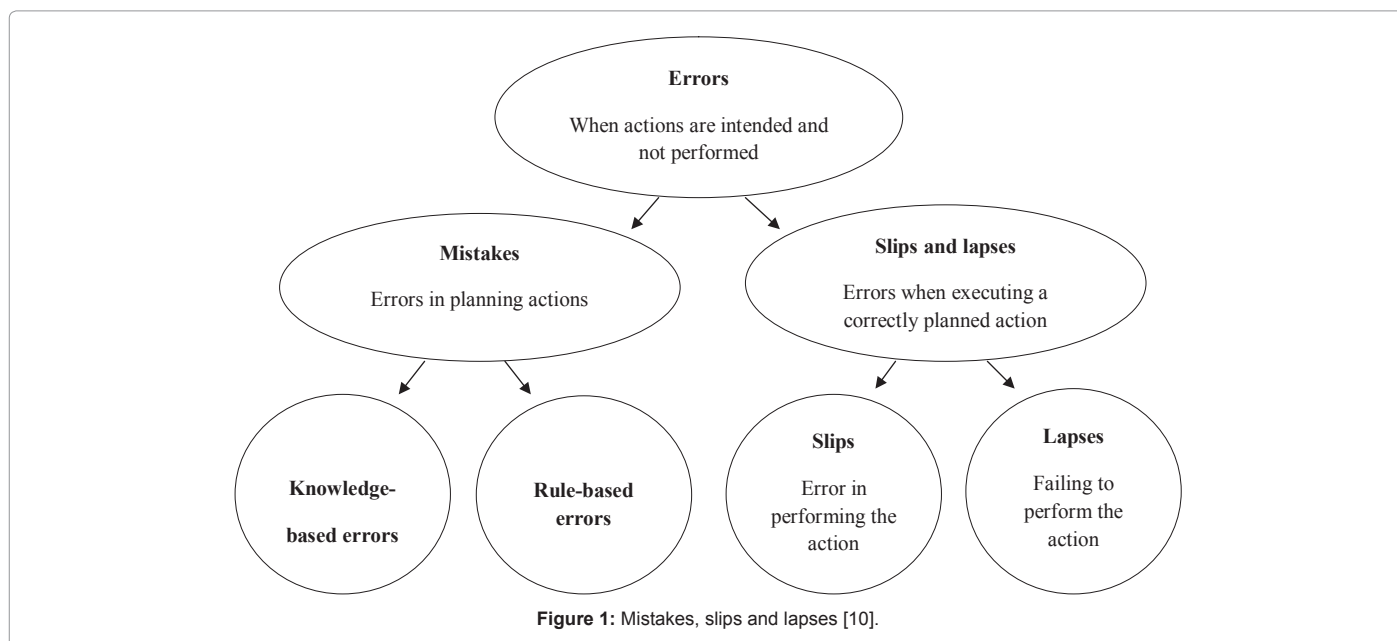 Errors
When actions are intended and
not performed
Mistakes
Errors in planning actions
Slips and lapses
Errors when executing a
correctly planned action
Knowledge-
based errors
Rule-based
errors
Slips
Error in
performing the
action
Lapses
Failing to
perform the
action
Figure 1: Mistakes, slips and lapses [10].